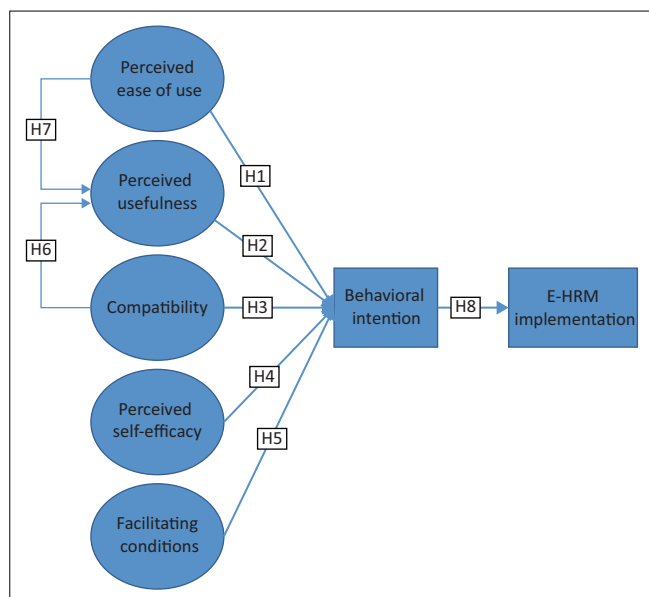 Perceived
ease of use
H7
H1
Perceived
usefulness
H2
H6
Compatibility
H3
Behavioral
intention
H8
E-HRM
implementation
H4
Perceived
self-efficacy
H5
Facilitating
conditions